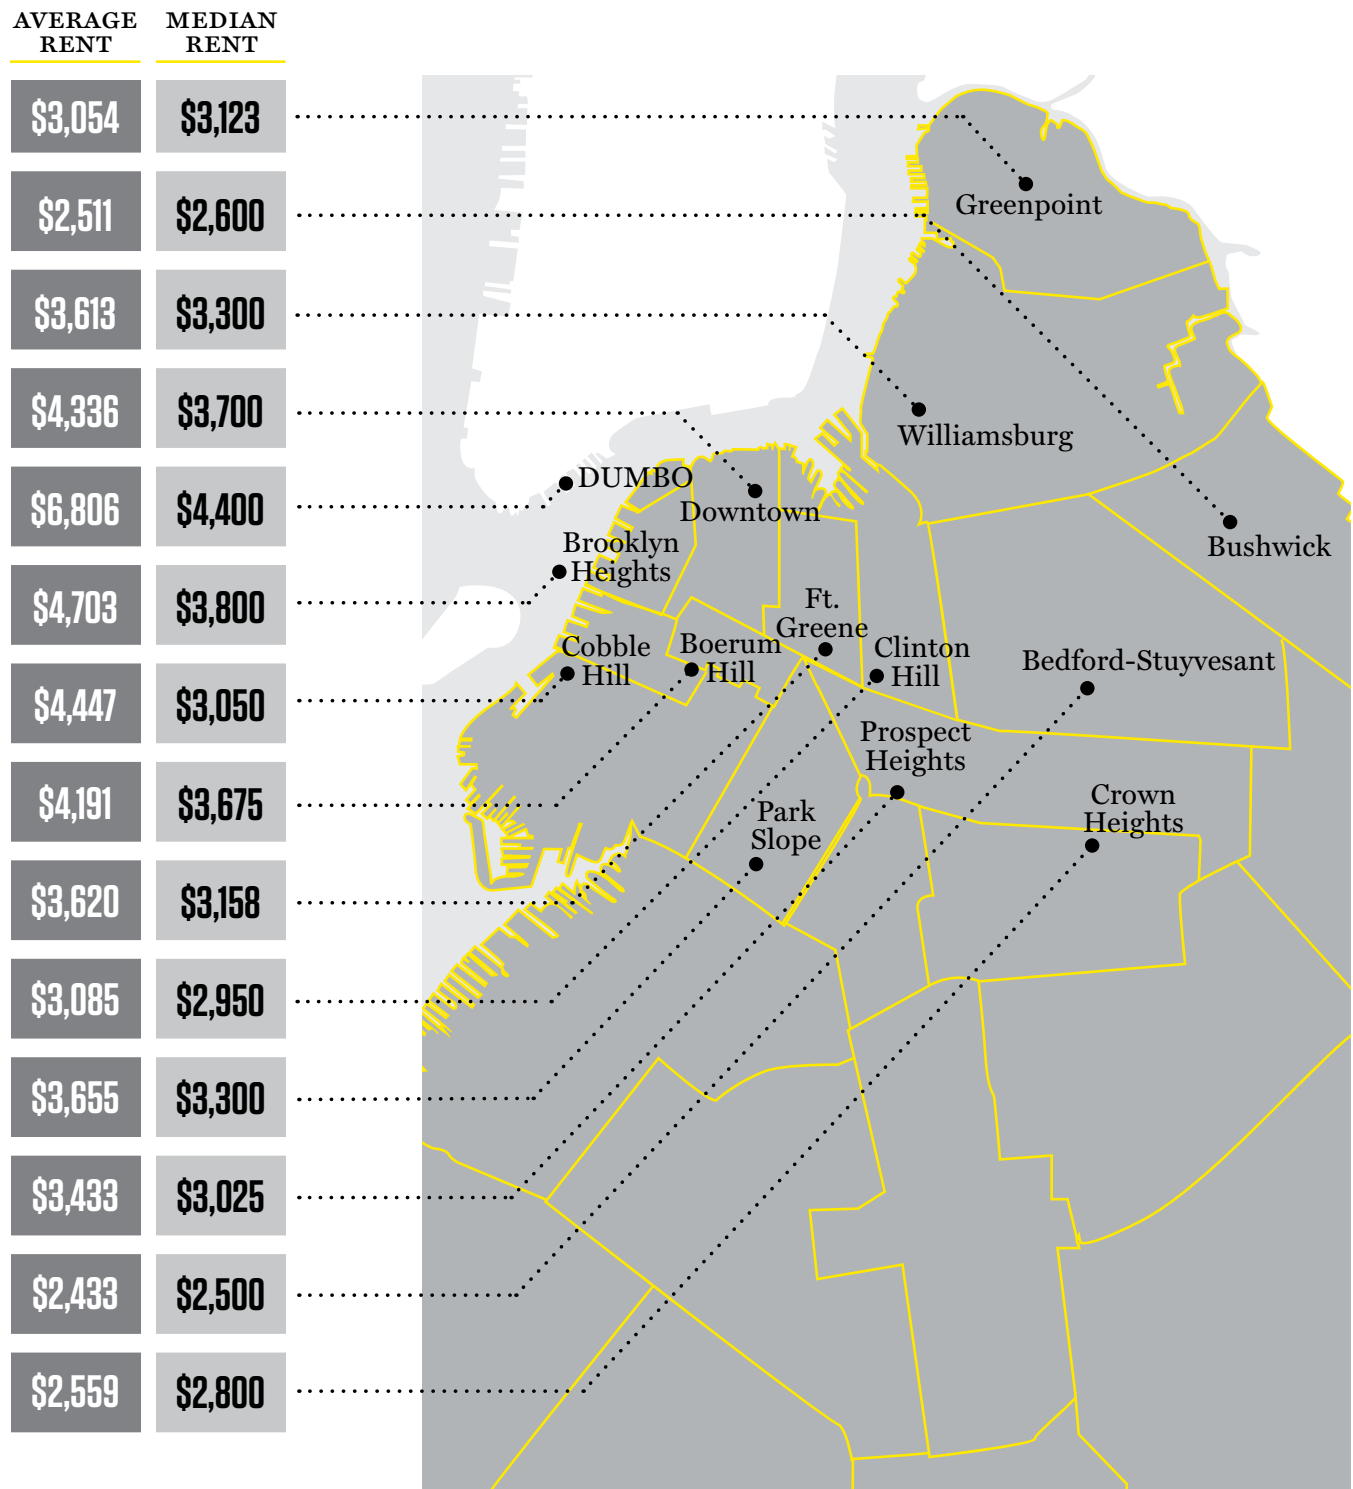 AVERAGE RENT
MEDIAN RENT
$3,054 $3,123
$2,511 $2,600
$3,613 $3,300
$4,336 $3,700
$6,806 $4,400
$4,703 $3,800
$4,447 $3,050
$4,191 $3,675
$3,620 $3,158
$3,085 $2,950
$3,655 $3,300
$3,433 $3,025
$2,433 $2,500
$2,559 $2,800
Greenpoint
Williamsburg
DUMBO
Downtown
Brooklyn
Heights
Bushwick
Ft.
Greene
Cobble
Hill
Boerum
Hill
Clinton
Hill
Bedford-Stuyvesant
Prospect
Heights
Park
Slope
Crown
Heights